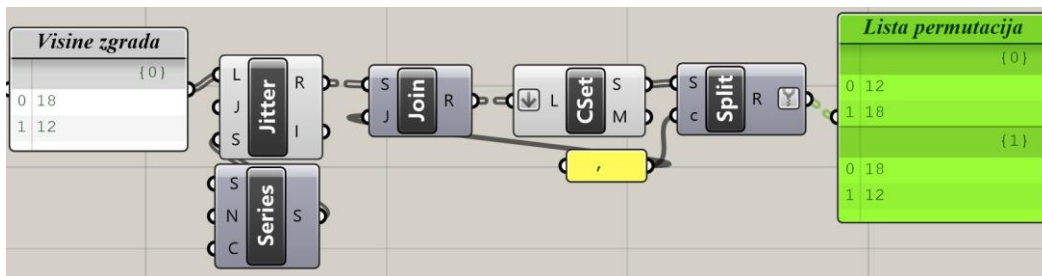 Visine zgrada
{0}
0 18
1 12
L
J
S
Jitter
R
I
S
N
C
Series
S
S
J
Join
R
L
CSet
S
M
,
S
C
Split
R
Lista permutacija
{0}
0 12
1 18
{1}
0 18
1 12